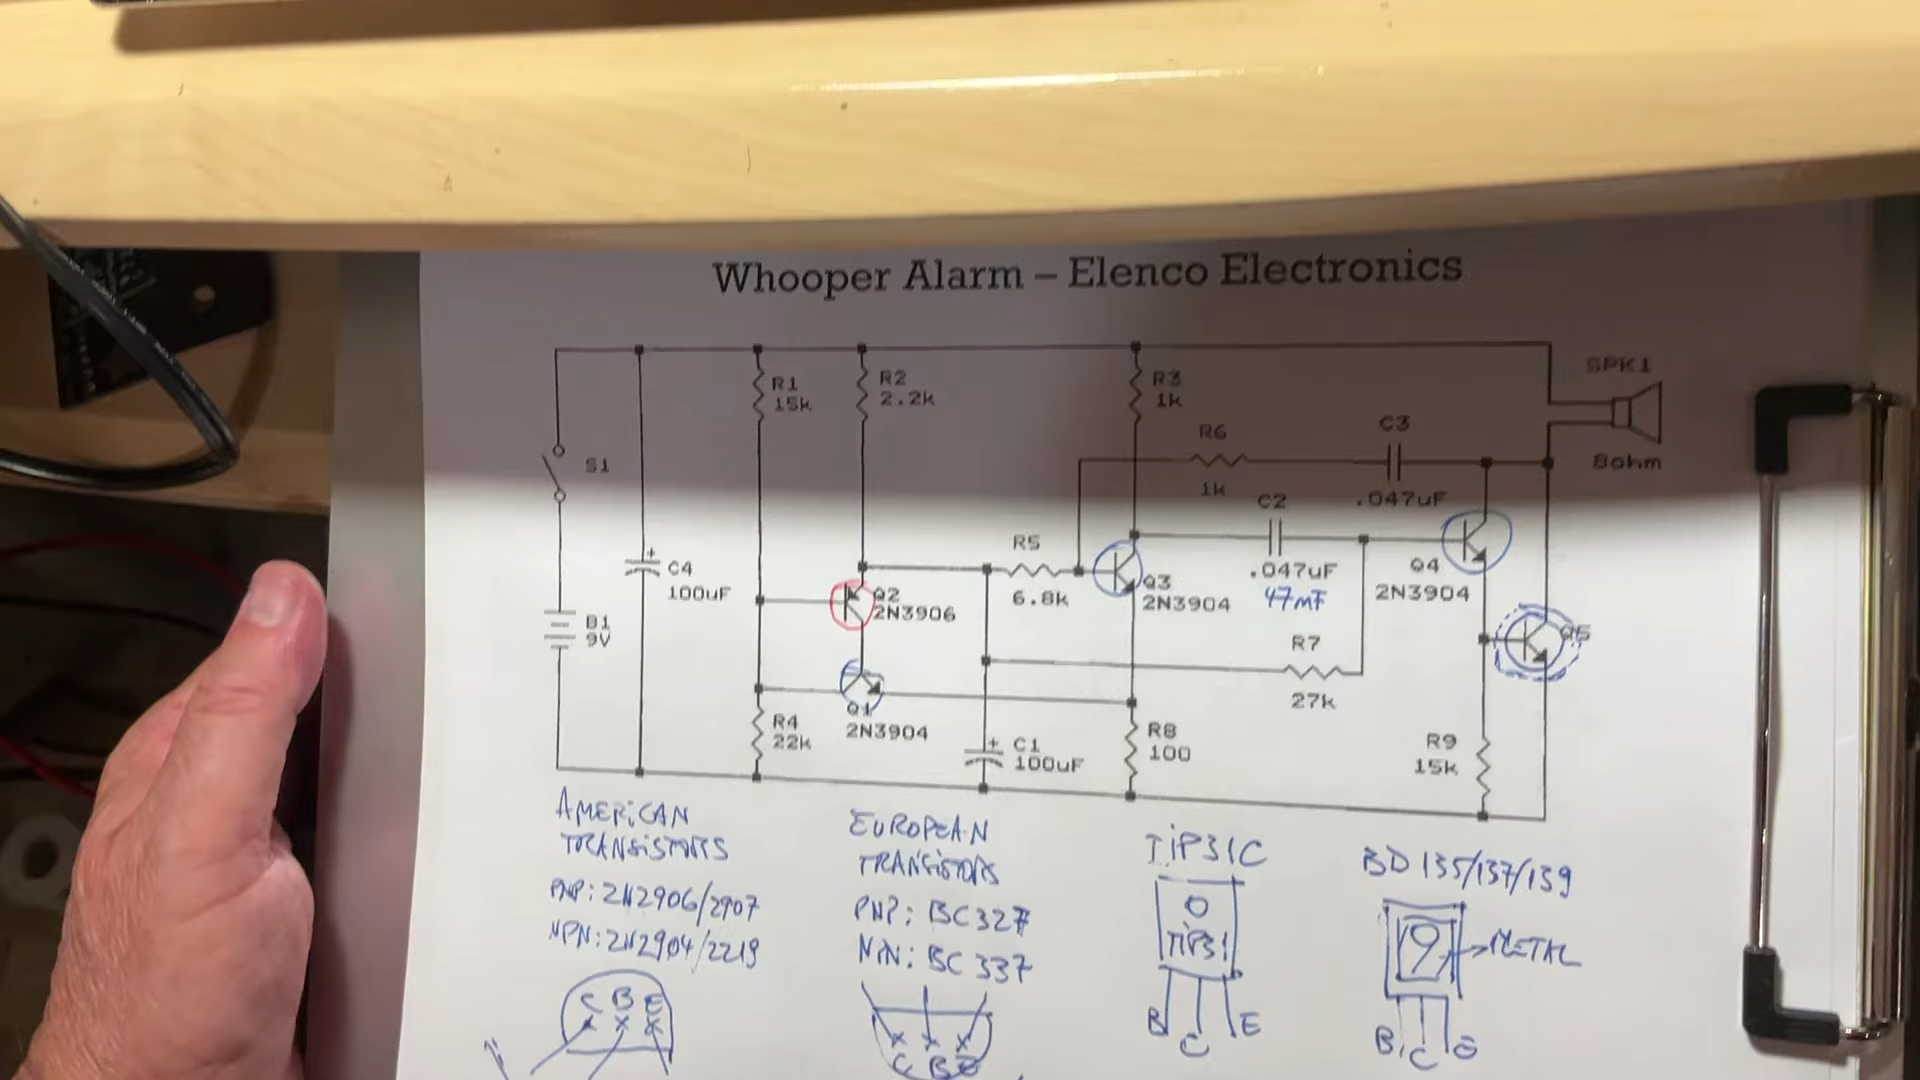 Whooper Alarm – Elenco Electronics
SPK1
8ohm
R1
15k
R2
2.2k
R3
1k
R6
1k
C3
.047uF
S1
C2
.047uF
47mF
R5
6.8k
C4
100uF
Q2
2N3906
Q3
2N3904
Q4
2N3904
Q5
B1
9V
R7
27k
Q1
2N3904
R4
22k
C1
100uF
R8
100
R9
15k
AMERiCAN
TRANSiSTORS
PNP: 2N2906/2907
NPN: 2N2904/2219
C B E
EUROPEAN
TRANSiSTORS
PNP: BC327
NPN: BC 337
C B E
TiP31C
TiP31
B C E
BD 135/137/139
METAL
B C E